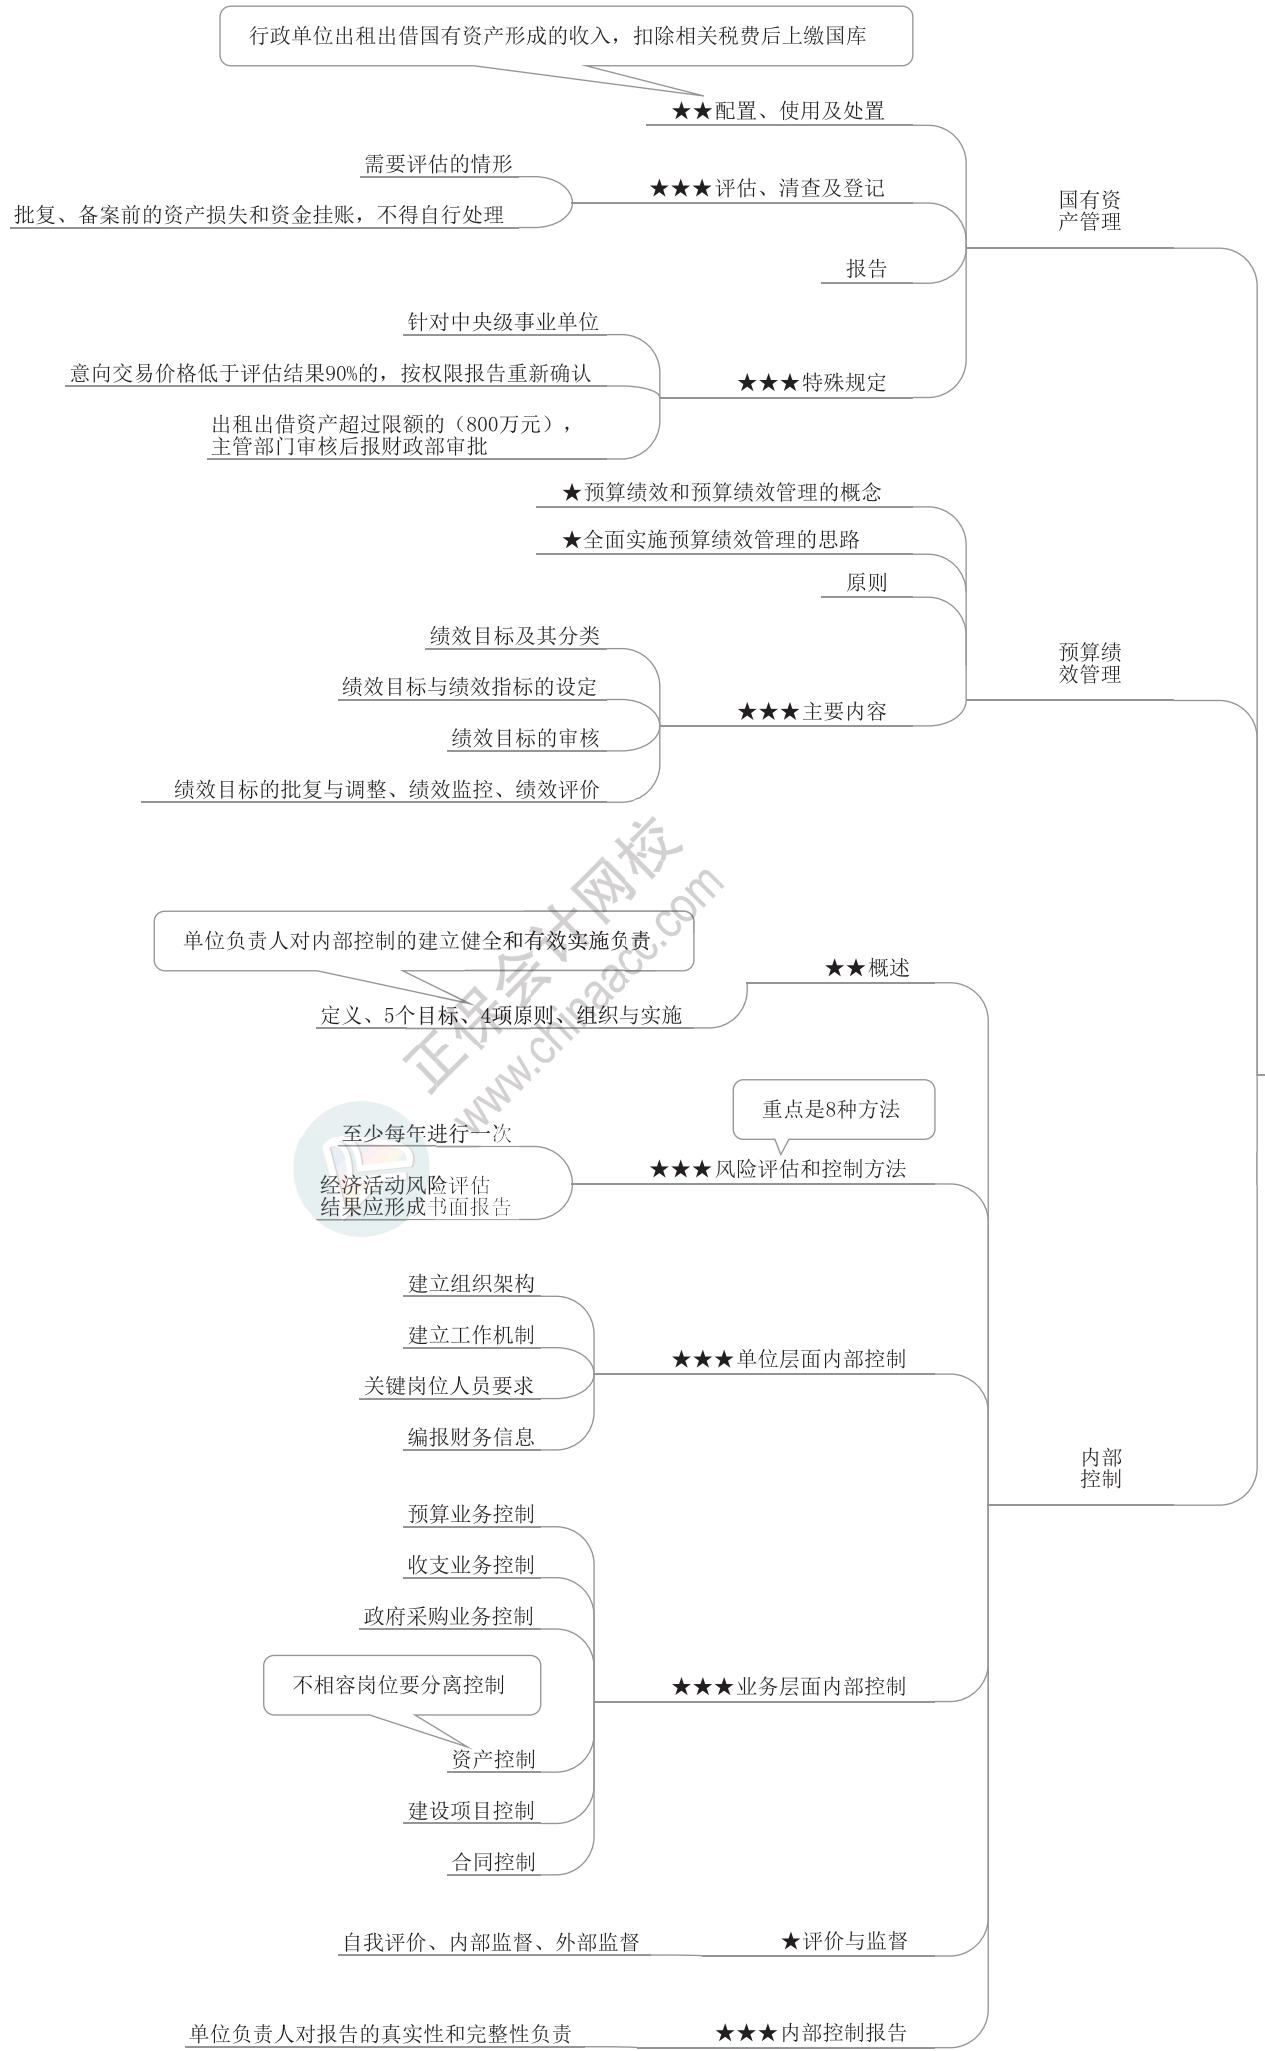 行政单位出租出借国有资产形成的收入，扣除相关税费后上缴国库
★★配置、使用及处置
需要评估的情形
★★★评估、清查及登记
国有资
产管理
批复、备案前的资产损失和资金挂账，不得自行处理
报告
针对中央级事业单位
意向交易价格低于评估结果90%的，按权限报告重新确认
★★★特殊规定
出租出借资产超过限额的（800万元），
主管部门审核后报财政部审批
★预算绩效和预算绩效管理的概念
★全面实施预算绩效管理的思路
原则
绩效目标及其分类
预算绩
效管理
绩效目标与绩效指标的设定
★★★主要内容
绩效目标的审核
绩效目标的批复与调整、绩效监控、绩效评价
正保会计网校
www.chinaacc.com
单位负责人对内部控制的建立健全和有效实施负责
★★概述
定义、5个目标、4项原则、组织与实施
重点是8种方法
至少每年进行一次
★★★风险评估和控制方法
经济活动风险评估
结果应形成书面报告
建立组织架构
建立工作机制
★★★单位层面内部控制
关键岗位人员要求
编报财务信息
内部
控制
预算业务控制
收支业务控制
政府采购业务控制
不相容岗位要分离控制
★★★业务层面内部控制
资产控制
建设项目控制
合同控制
自我评价、内部监督、外部监督
★评价与监督
单位负责人对报告的真实性和完整性负责
★★★内部控制报告